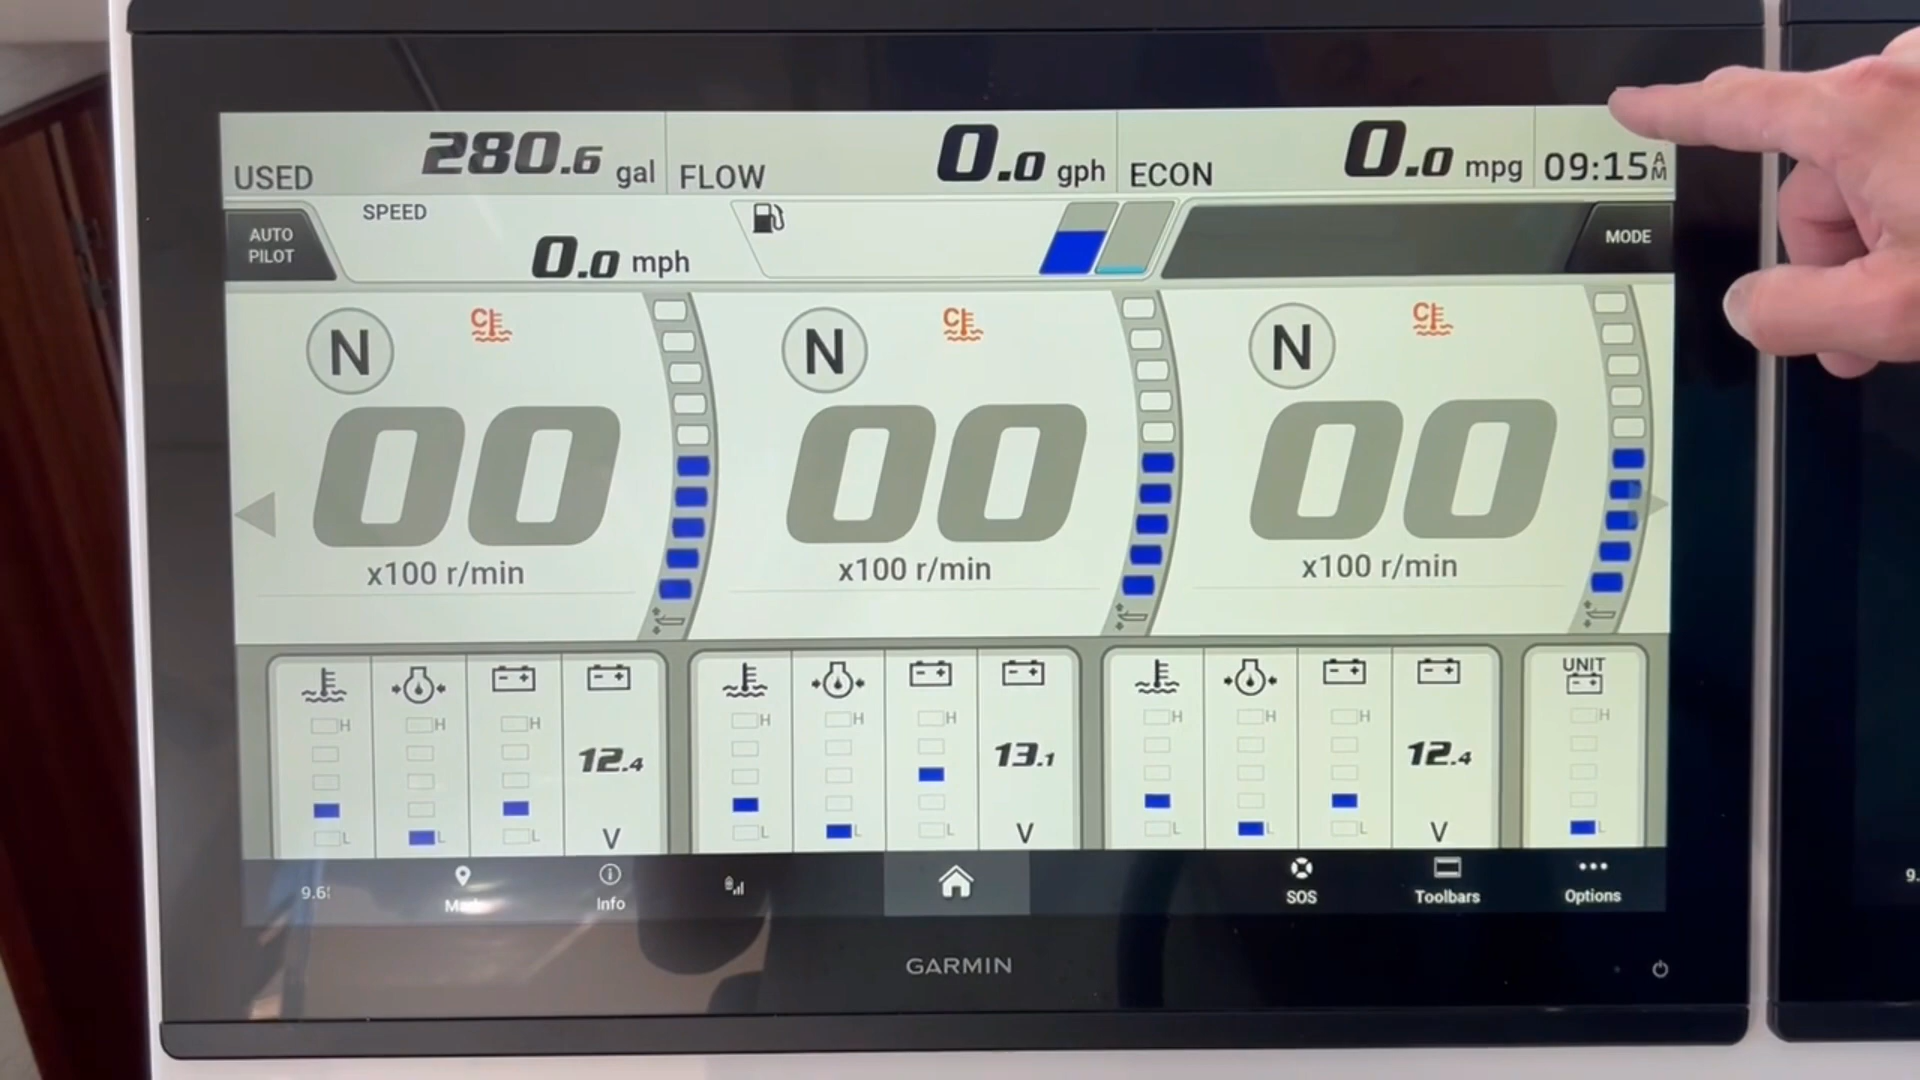 USED 280.6 gal FLOW 0.0 gph ECON 0.0 mpg 09:15 AM
AUTO PILOT
SPEED
0.0 mph
MODE
N C N C N C
00 00 00
x100 r/min x100 r/min x100 r/min
UNIT
H H H H H H H H H H
12.4 13.1 12.4
L L L L L L L L L L
V V V
Info
SOS
Toolbars
Options
GARMIN